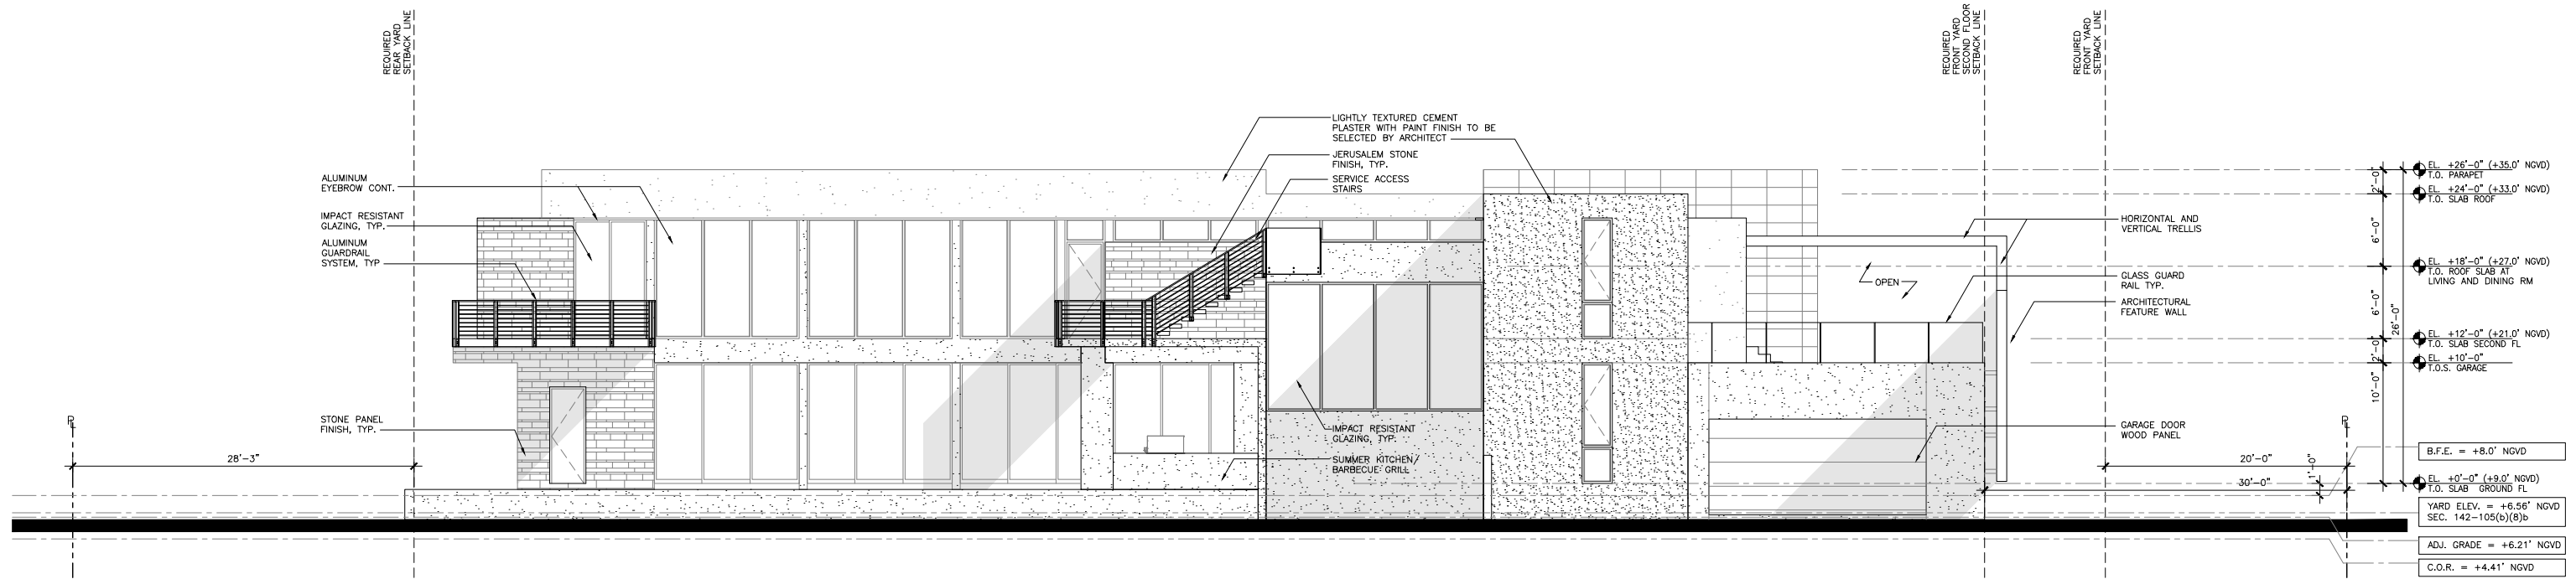 REQUIRED
REAR YARD
SETBACK LINE
REQUIRED
FRONT YARD
SECOND FLOOR
SETBACK LINE
REQUIRED
FRONT YARD
SETBACK LINE
ALUMINUM
EYEBROW CONT.
IMPACT RESISTANT
GLAZING, TYP.
ALUMINUM
GUARDRAIL
SYSTEM, TYP
STONE PANEL
FINISH, TYP.
PL
28'-3"
LIGHTLY TEXTURED CEMENT
PLASTER WITH PAINT FINISH TO BE
SELECTED BY ARCHITECT
JERUSALEM STONE
FINISH, TYP.
SERVICE ACCESS
STAIRS
IMPACT RESISTANT
GLAZING, TYP.
SUMMER KITCHEN/
BARBECUE GRILL
OPEN
HORIZONTAL AND
VERTICAL TRELLIS
GLASS GUARD
RAIL TYP.
ARCHITECTURAL
FEATURE WALL
GARAGE DOOR
WOOD PANEL
PL
20'-0"
30'-0"
1'-0"
2'-0"
6'-0"
6'-0"
2'-0"
10'-0"
26'-0"
EL. +26'-0" (+35.0' NGVD)
T.O. PARAPET
EL. +24'-0" (+33.0' NGVD)
T.O. SLAB ROOF
EL. +18'-0" (+27.0' NGVD)
T.O. ROOF SLAB AT
LIVING AND DINING RM
EL. +12'-0" (+21.0' NGVD)
T.O. SLAB SECOND FL
EL. +10'-0"
T.O.S. GARAGE
B.F.E. = +8.0' NGVD
EL. +0'-0" (+9.0' NGVD)
T.O. SLAB GROUND FL
YARD ELEV. = +6.56' NGVD
SEC. 142-105(b)(8)b
ADJ. GRADE = +6.21' NGVD
C.O.R. = +4.41' NGVD